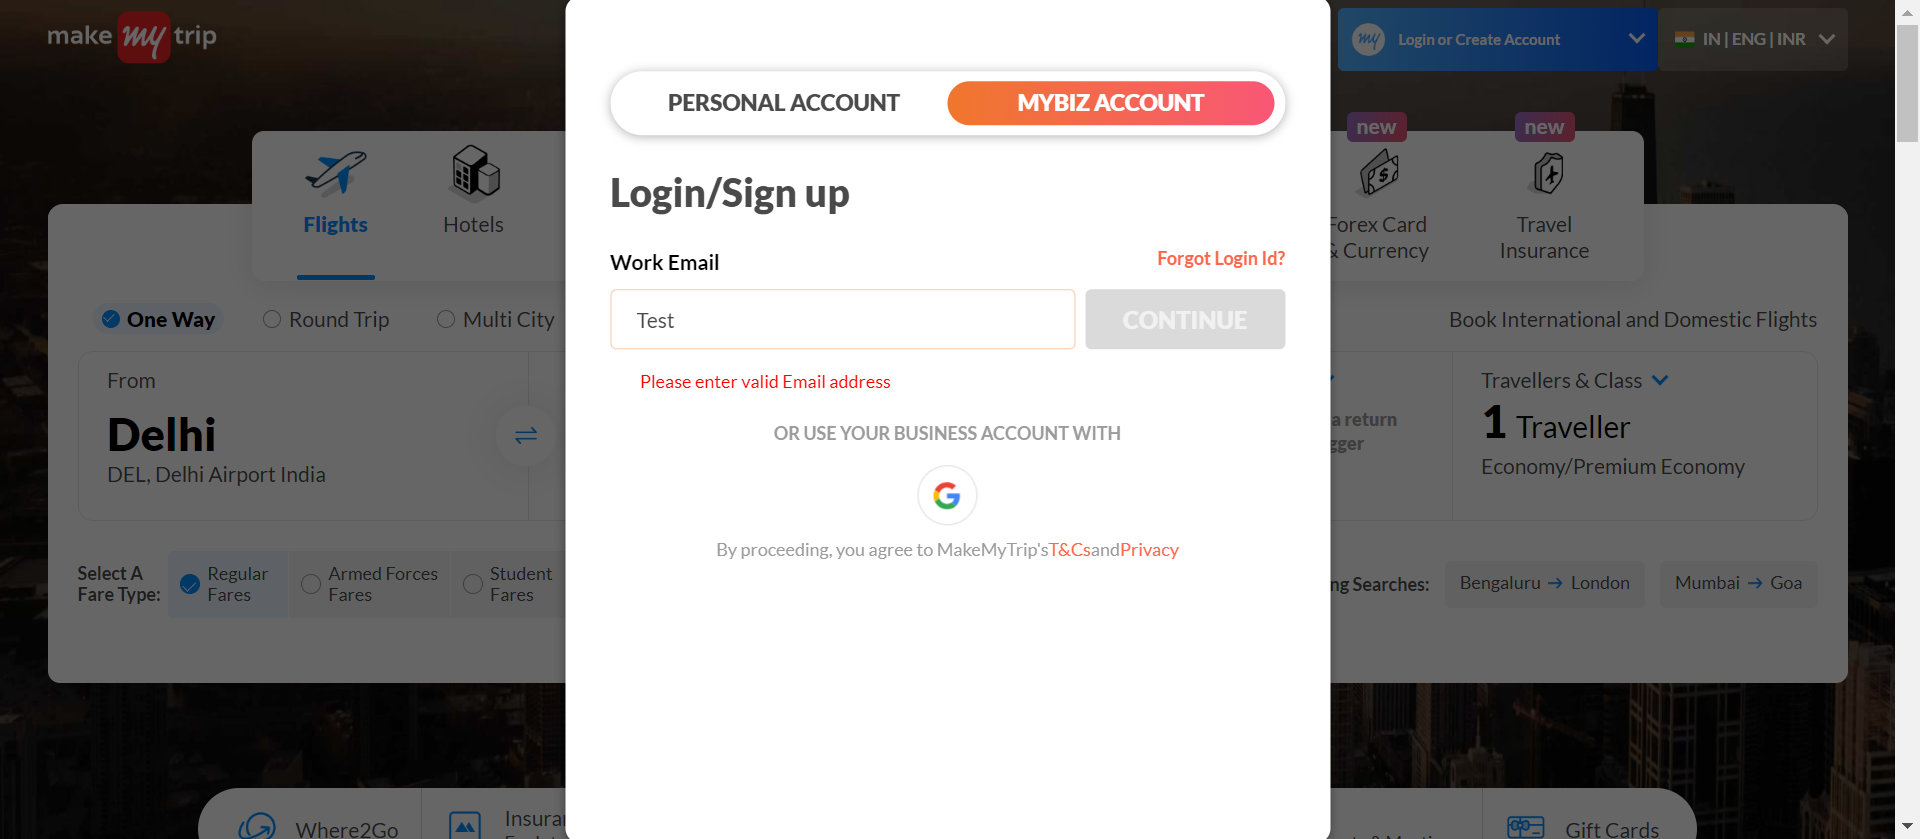 make my trip
my Login or Create Account
IN | ENG | INR
PERSONAL ACCOUNT
MYBIZ ACCOUNT
new
new
Flights
Hotels
Forex Card
& Currency
Travel
Insurance
Login/Sign up
Work Email
Forgot Login Id?
Test
CONTINUE
Please enter valid Email address
OR USE YOUR BUSINESS ACCOUNT WITH
By proceeding, you agree to MakeMyTrip'sT&CsandPrivacy
One Way
Round Trip
Multi City
Book International and Domestic Flights
From
Delhi
DEL, Delhi Airport India
a return
Travellers & Class
1 Traveller
Economy/Premium Economy
Select A
Fare Type:
Regular
Fares
Armed Forces
Fares
Student
Fares
Searches:
Bengaluru → London
Mumbai → Goa
Where2Go
Gift Cards